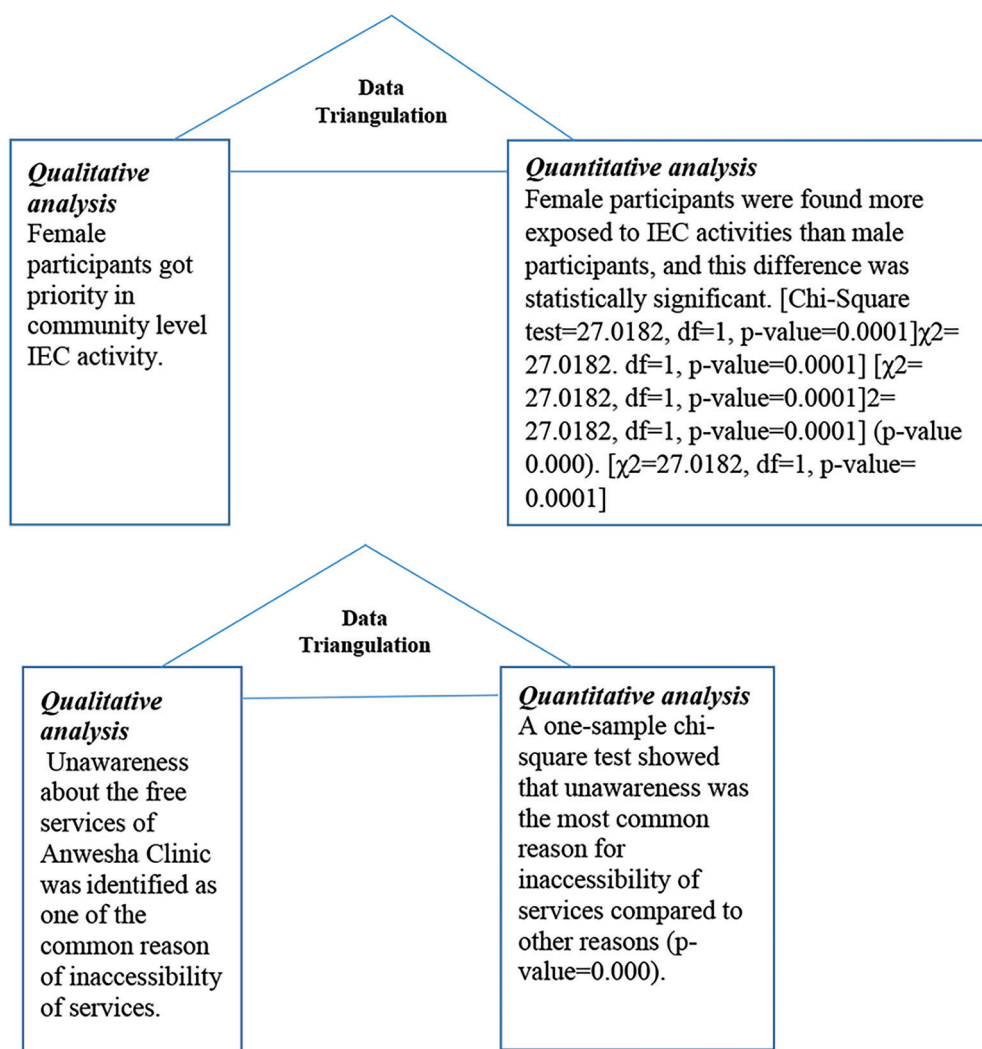 Data
Triangulation
Qualitative
analysis
Female
participants got
priority in
community level
IEC activity.
Quantitative analysis
Female participants were found more
exposed to IEC activities than male
participants, and this difference was
statistically significant. [Chi-Square
test=27.0182, df=1, p-value=0.0001]χ2=
27.0182. df=1, p-value=0.0001] [χ2=
27.0182, df=1, p-value=0.0001]2=
27.0182, df=1, p-value=0.0001] (p-value
0.000). [χ2=27.0182, df=1, p-value=
0.0001]
Data
Triangulation
Qualitative
analysis
Unawareness
about the free
services of
Anwesha Clinic
was identified as
one of the
common reason
of inaccessibility
of services.
Quantitative analysis
A one-sample chi-
square test showed
that unawareness was
the most common
reason for
inaccessibility of
services compared to
other reasons (p-
value=0.000).